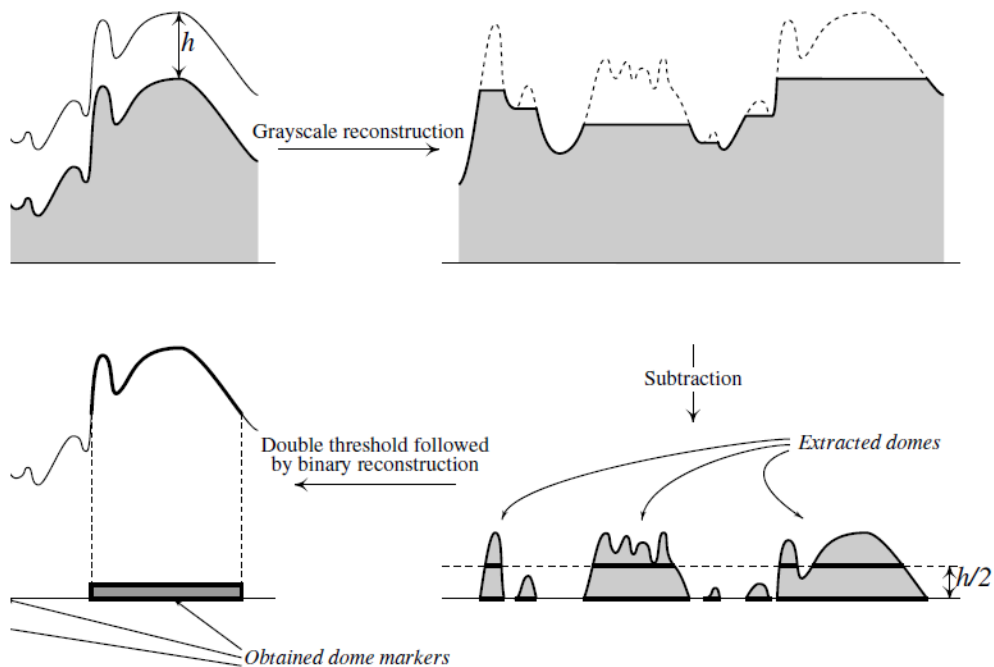 h
Grayscale reconstruction
Subtraction
Double threshold followed
by binary reconstruction
Extracted domes
h/2
Obtained dome markers